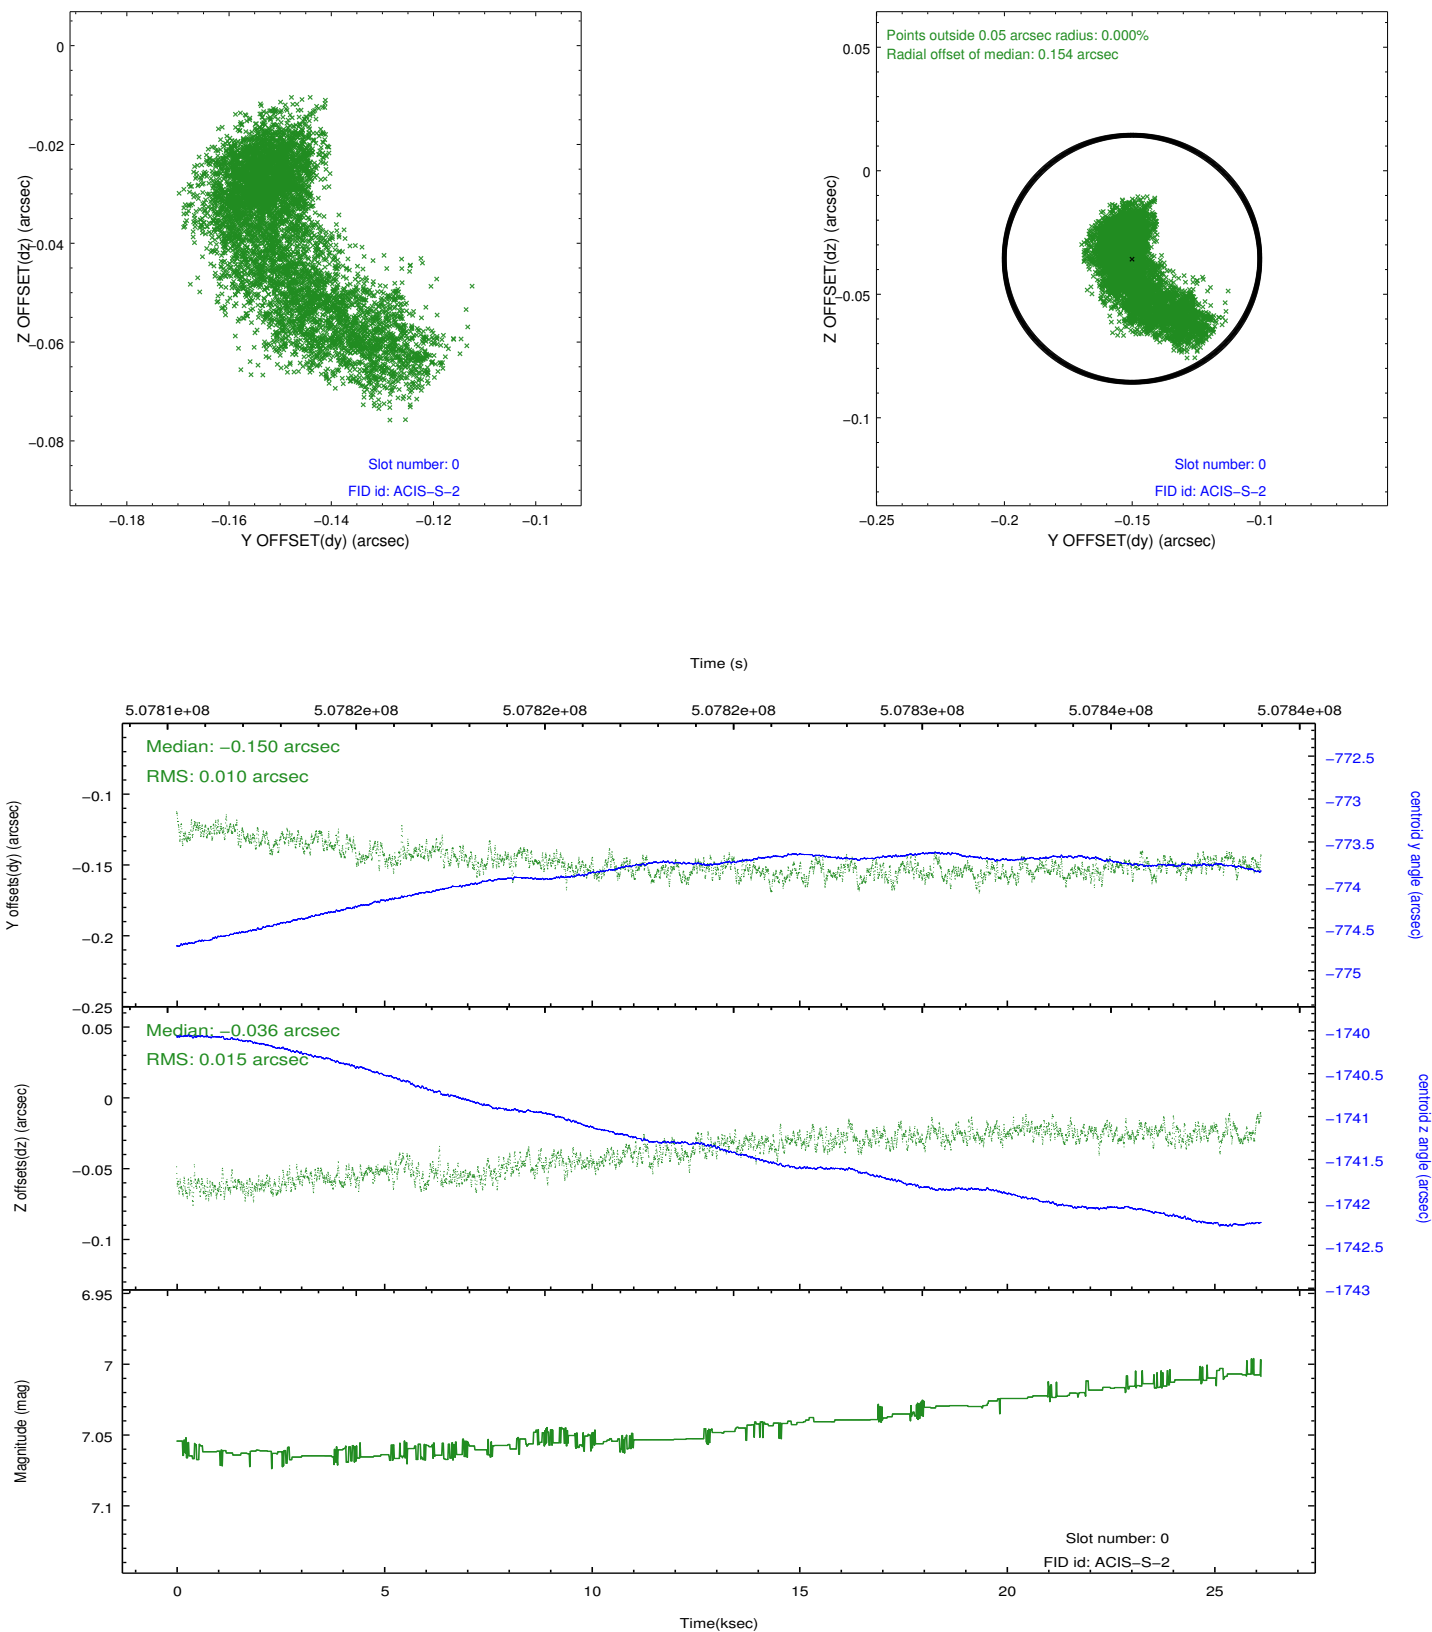 0
−0.02
−0.04
−0.06
−0.08
Z OFFSET(dz) (arcsec)
Slot number: 0
FID id: ACIS−S−2
−0.18
−0.16
−0.14
−0.12
−0.1
Y OFFSET(dy) (arcsec)
Points outside 0.05 arcsec radius: 0.000%
Radial offset of median: 0.154 arcsec
0.05
0
−0.05
−0.1
Z OFFSET(dz) (arcsec)
Slot number: 0
FID id: ACIS−S−2
−0.25
−0.2
−0.15
−0.1
Y OFFSET(dy) (arcsec)
Time (s)
5.0781e+08
5.0782e+08
5.0782e+08
5.0782e+08
5.0783e+08
5.0784e+08
5.0784e+08
Median: −0.150 arcsec
RMS: 0.010 arcsec
−0.1
−0.15
−0.2
−0.25
Y offsets(dy) (arcsec)
−772.5
−773
−773.5
−774
−774.5
−775
centroid y angle (arcsec)
Median: −0.036 arcsec
RMS: 0.015 arcsec
0.05
0
−0.05
−0.1
Z offsets(dz) (arcsec)
−1740
−1740.5
−1741
−1741.5
−1742
−1742.5
−1743
centroid z angle (arcsec)
6.95
7
7.05
7.1
Magnitude (mag)
Slot number: 0
FID id: ACIS−S−2
0
5
10
15
20
25
Time(ksec)